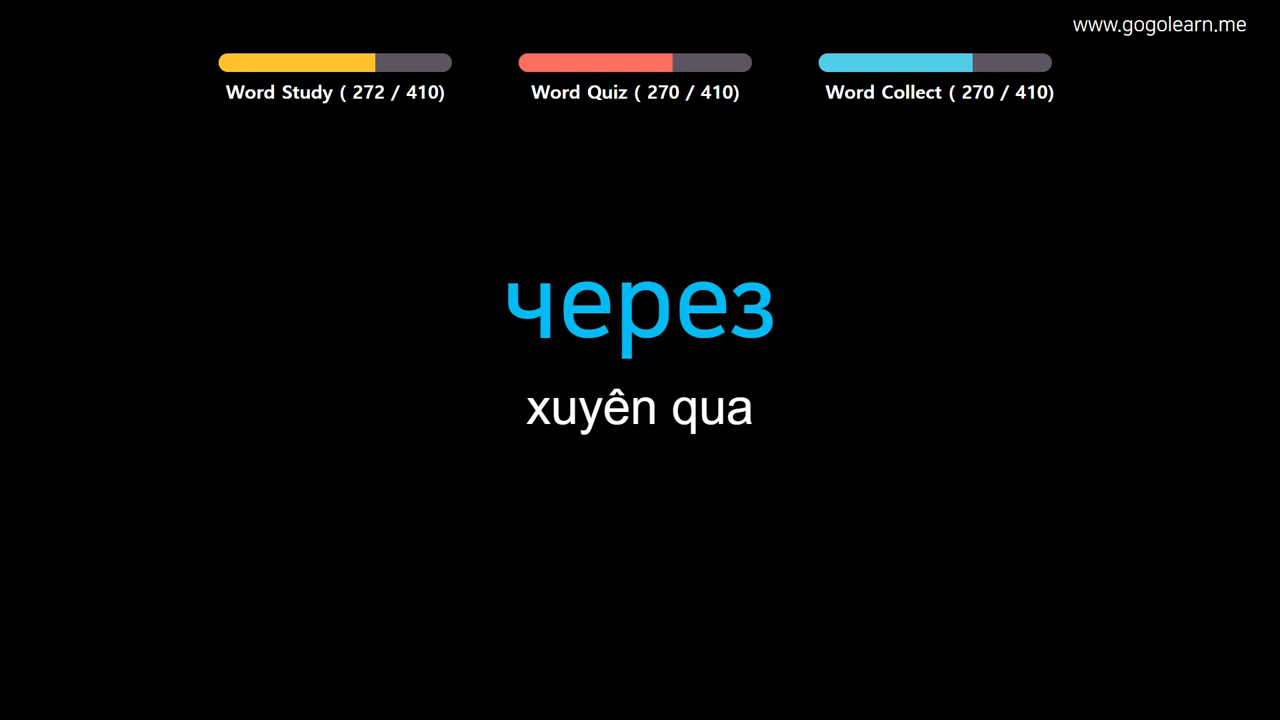 www.gogolearn.me
Word Study ( 272 / 410)
Word Quiz ( 270 / 410)
Word Collect ( 270 / 410)
через
xuyên qua